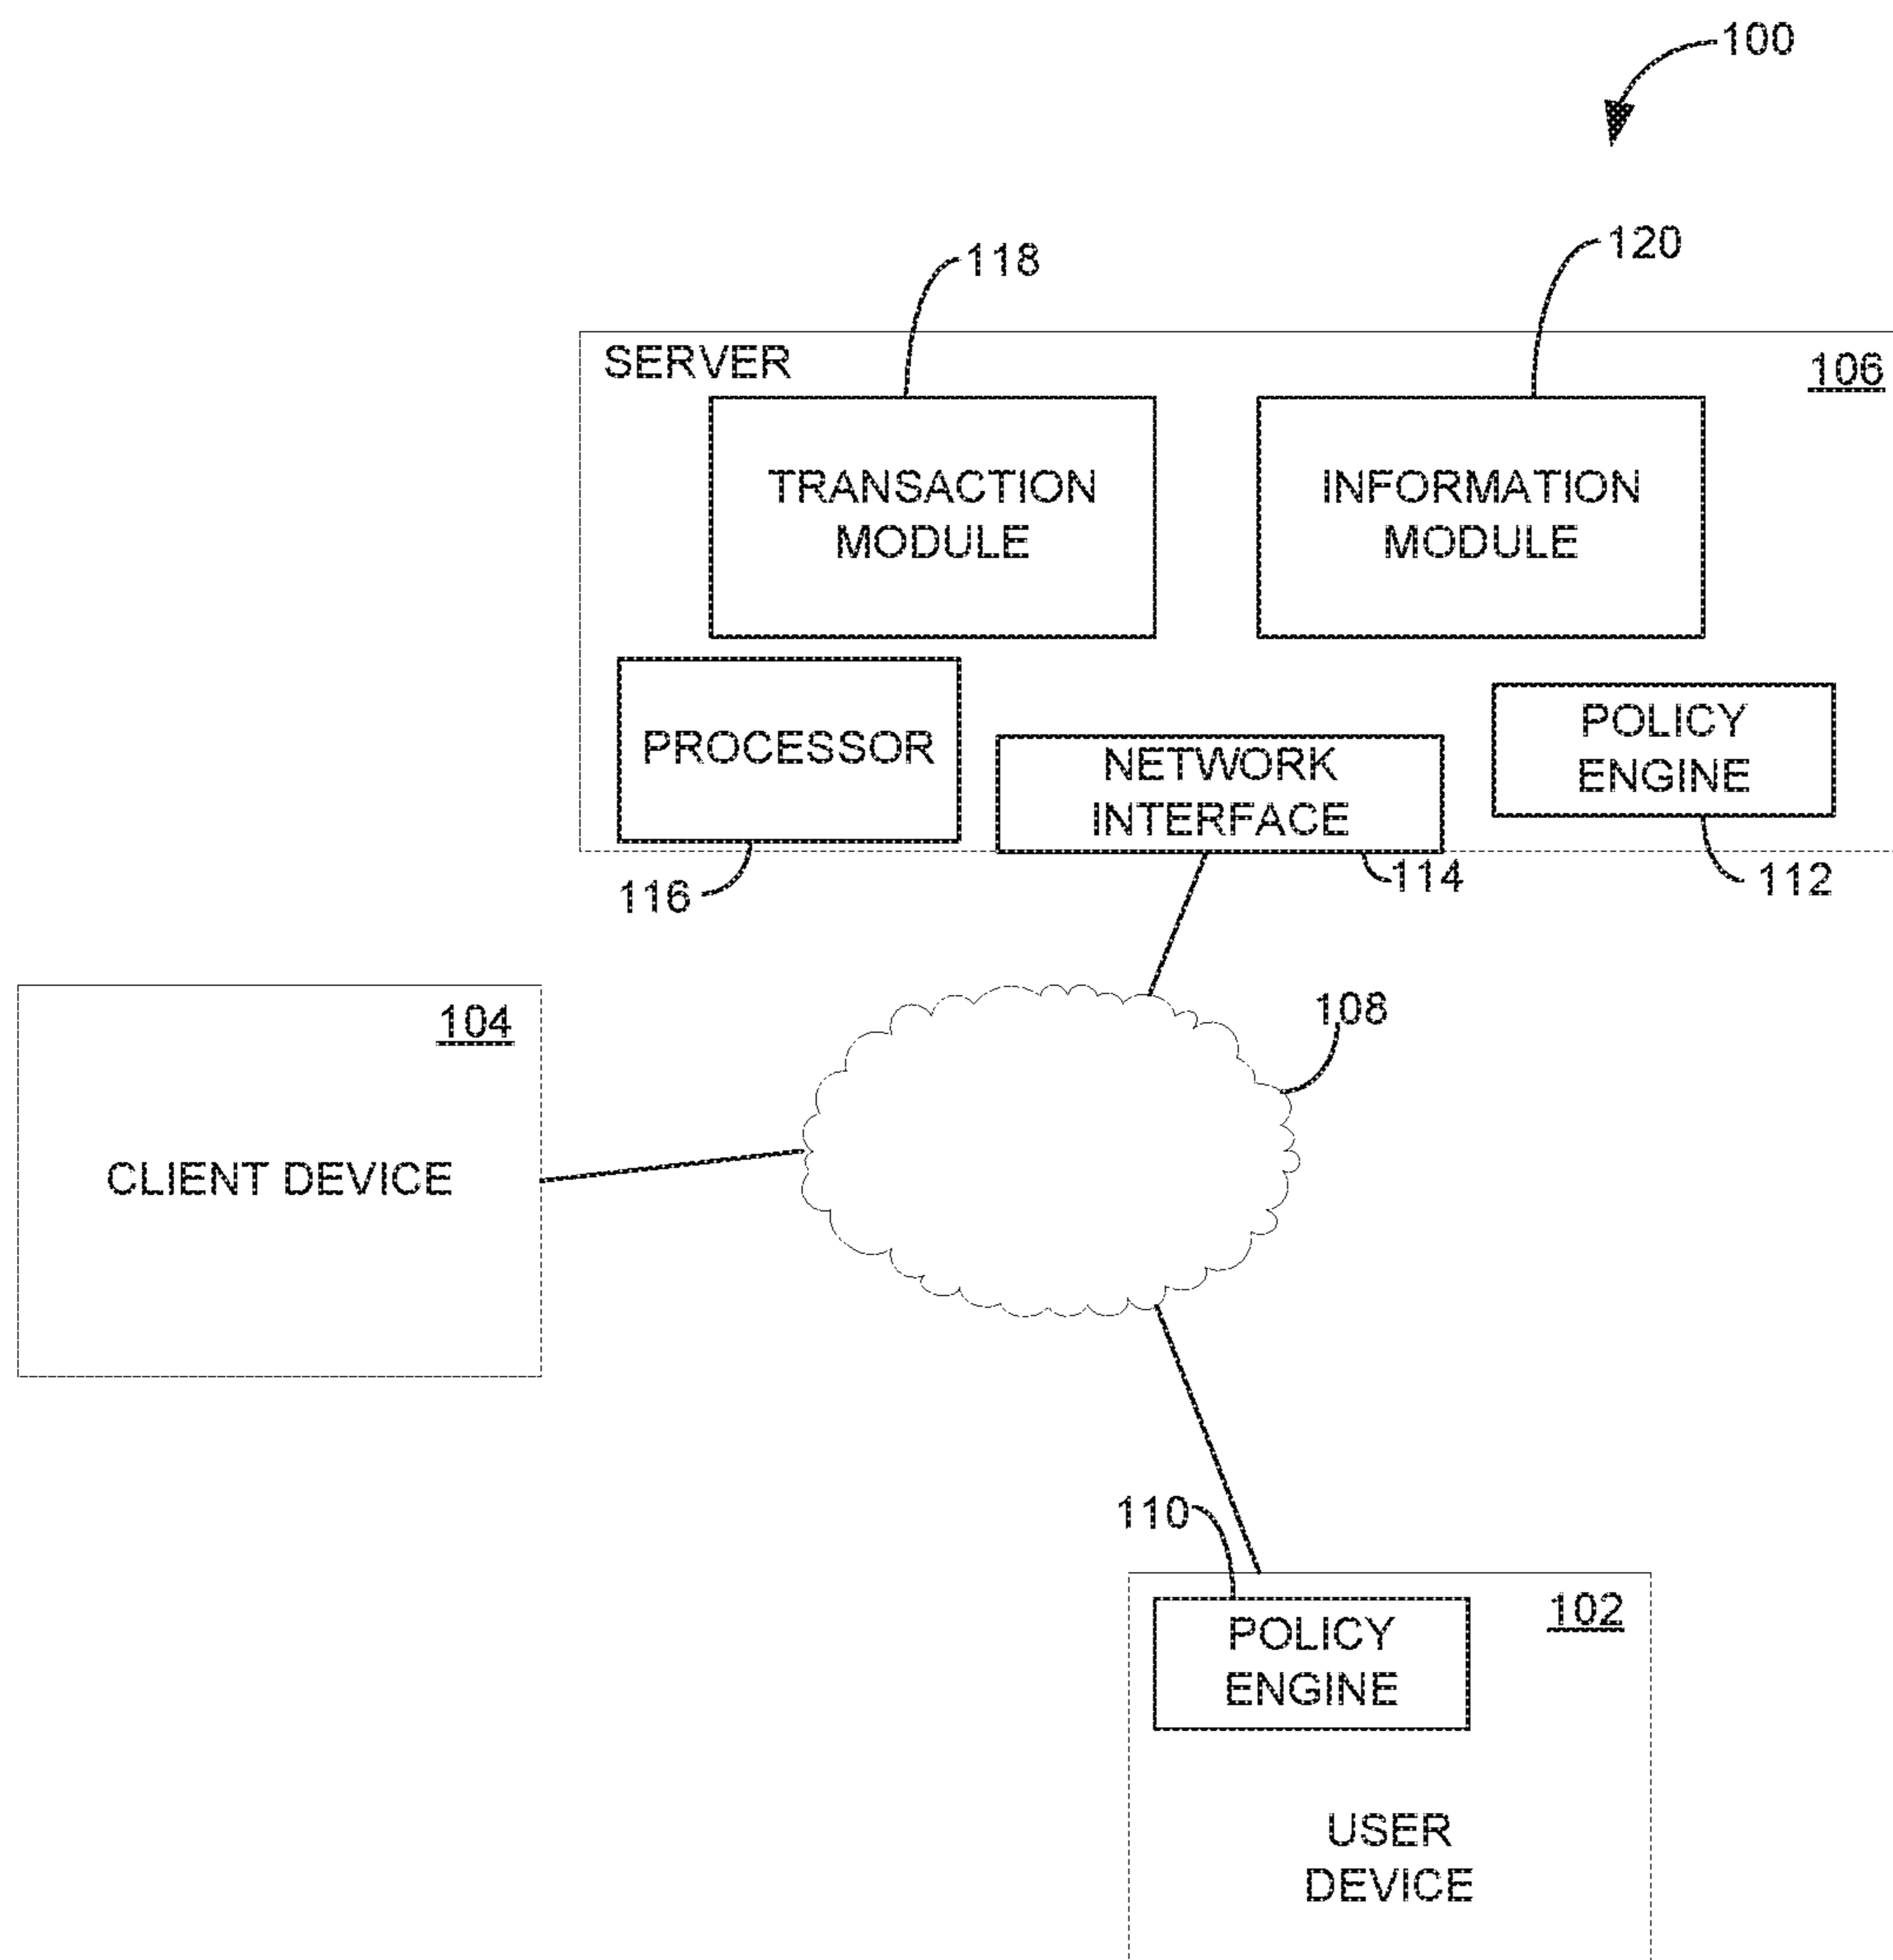 100
118
120
SERVER
106
TRANSACTION
MODULE
INFORMATION
MODULE
PROCESSOR
NETWORK
INTERFACE
POLICY
ENGINE
116
114
112
104
CLIENT DEVICE
108
110
102
POLICY
ENGINE
USER
DEVICE